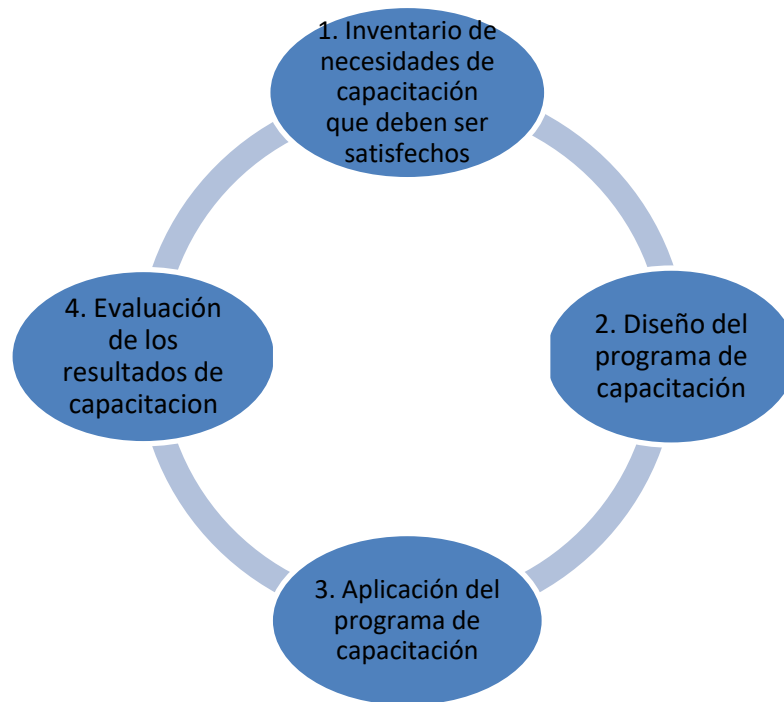 1. Inventario de
necesidades de
capacitación
que deben ser
satisfechos
2. Diseño del
programa de
capacitación
3. Aplicación del
programa de
capacitación
4. Evaluación
de los
resultados de
capacitacion